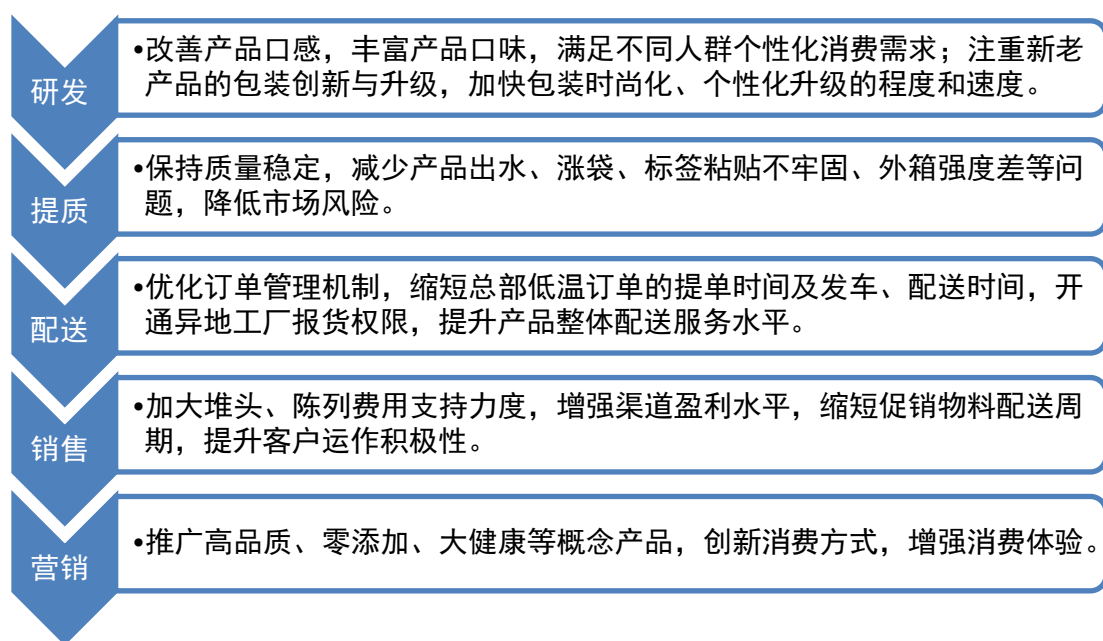 研发
•改善产品口感，丰富产品口味，满足不同人群个性化消费需求；注重新老
产品的包装创新与升级，加快包装时尚化、个性化升级的程度和速度。
提质
•保持质量稳定，减少产品出水、涨袋、标签粘贴不牢固、外箱强度差等问
题，降低市场风险。
配送
•优化订单管理机制，缩短总部低温订单的提单时间及发车、配送时间，开
通异地工厂报货权限，提升产品整体配送服务水平。
销售
•加大堆头、陈列费用支持力度，增强渠道盈利水平，缩短促销物料配送周
期，提升客户运作积极性。
营销
•推广高品质、零添加、大健康等概念产品，创新消费方式，增强消费体验。